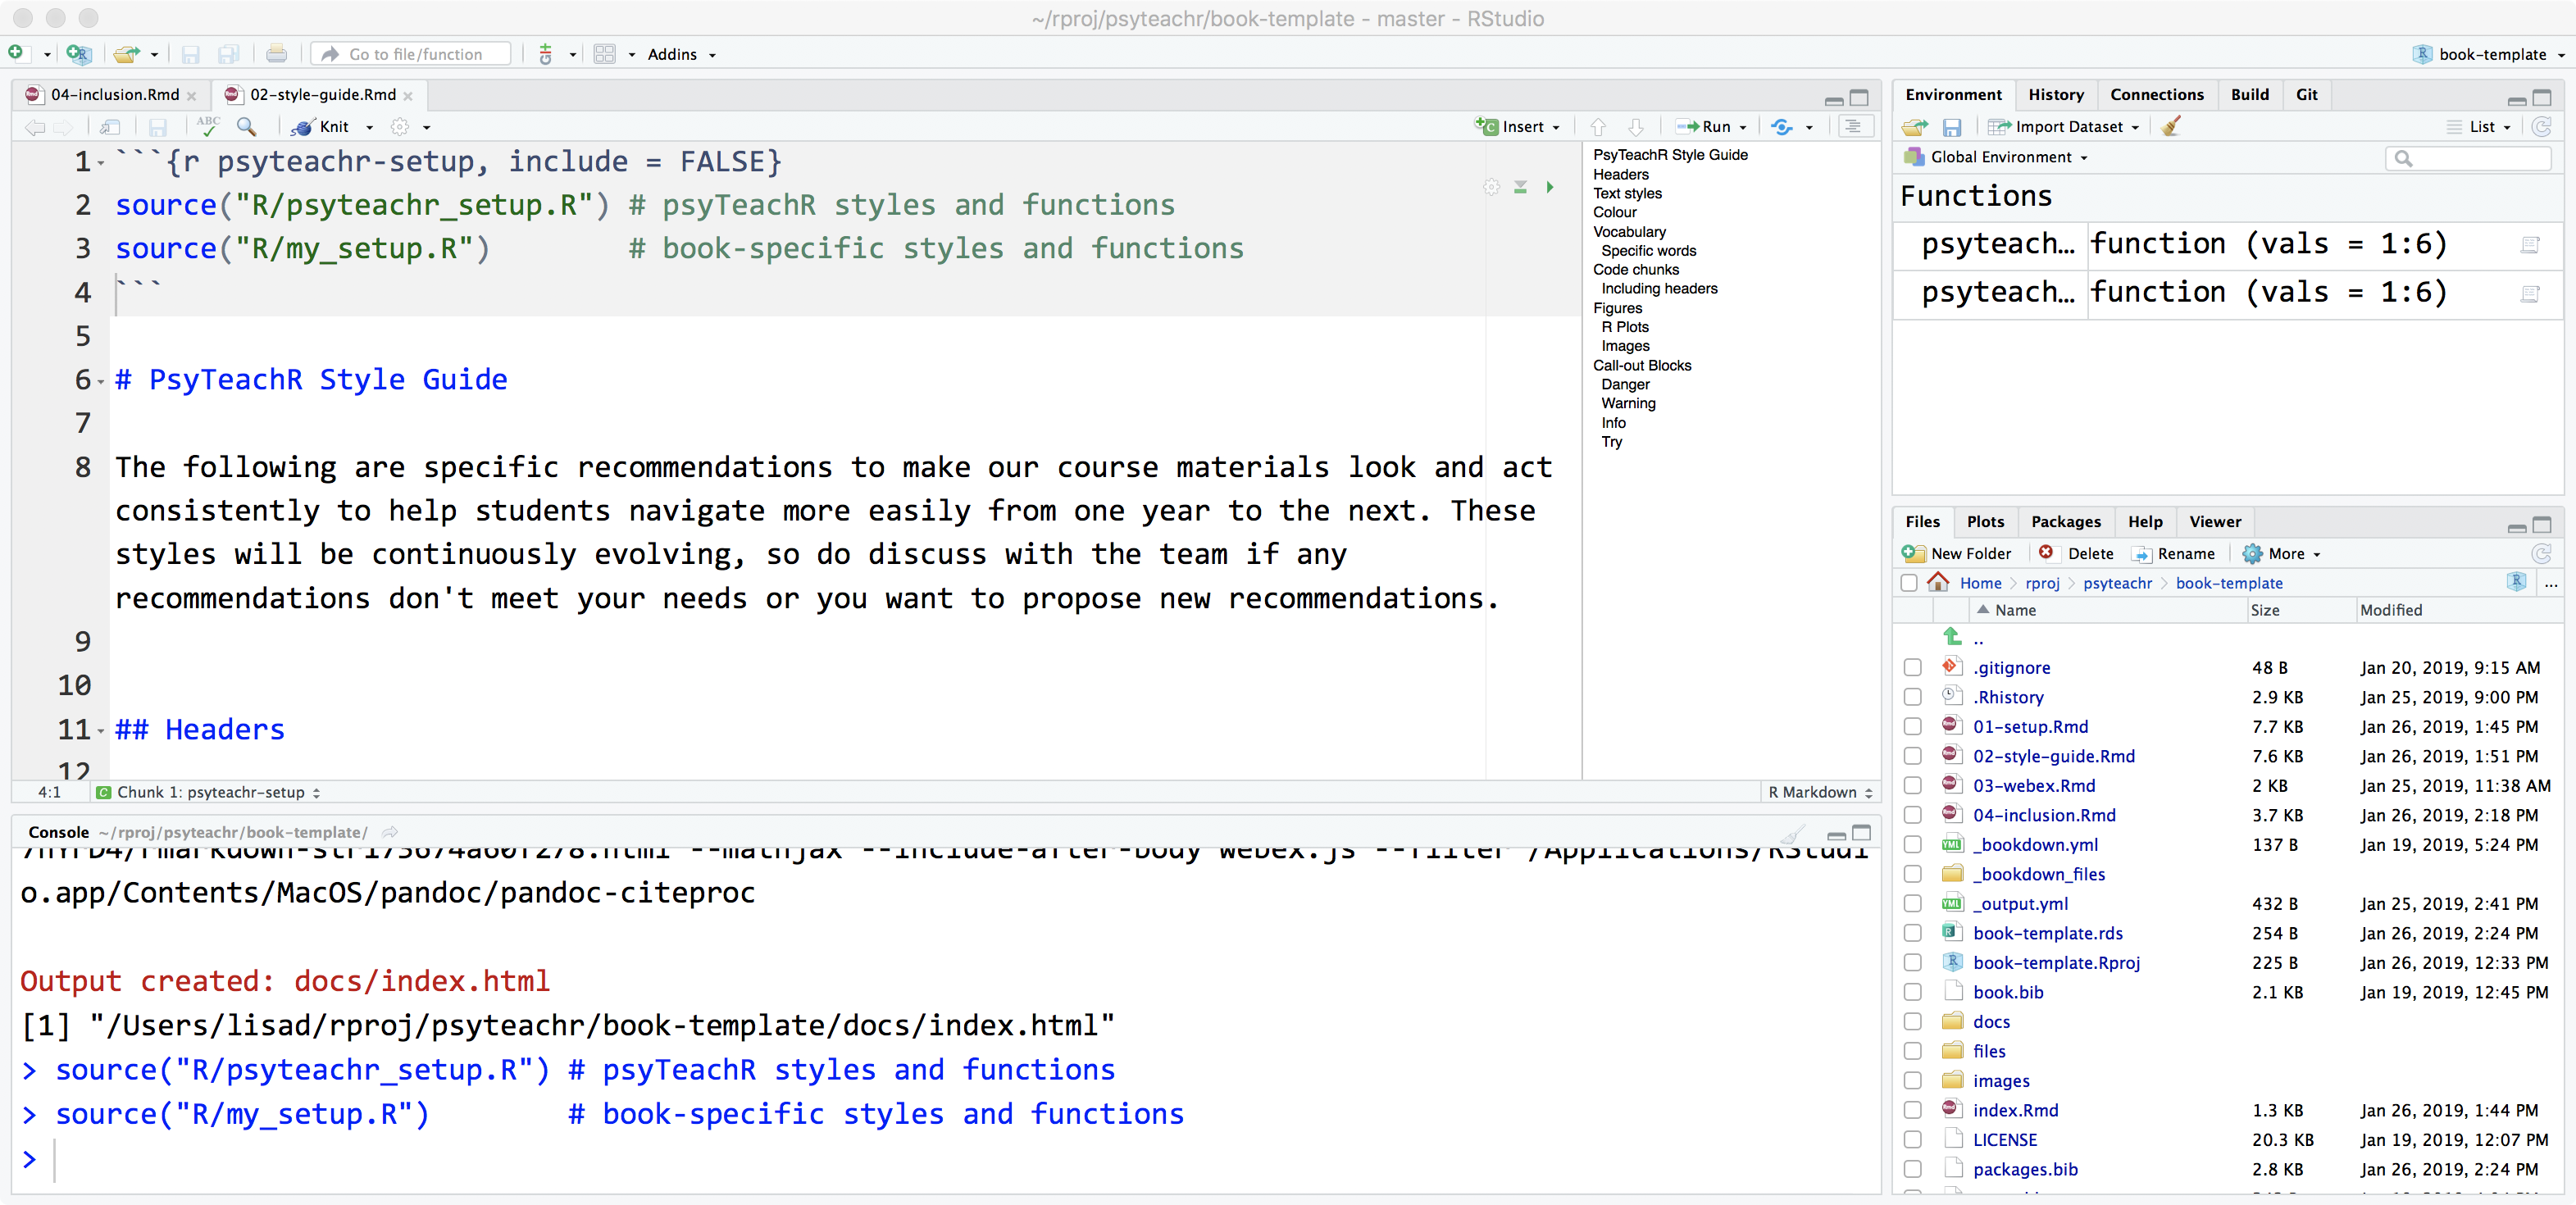 ~/rproj/psyteachr/book-template - master - RStudio
Go to file/function
Addins
book-template
04-inclusion.Rmd
02-style-guide.Rmd
ABC
Knit
Insert
Run
1 ```{r psyteachr-setup, include = FALSE}
2 source("R/psyteachr_setup.R") # psyTeachR styles and functions
3 source("R/my_setup.R")        # book-specific styles and functions
4 ```
5
6 # PsyTeachR Style Guide
7
8 The following are specific recommendations to make our course materials look and act
consistently to help students navigate more easily from one year to the next. These
styles will be continuously evolving, so do discuss with the team if any
recommendations don't meet your needs or you want to propose new recommendations.
9
10
11 ## Headers
12
PsyTeachR Style Guide
Headers
Text styles
Colour
Vocabulary
Specific words
Code chunks
Including headers
Figures
R Plots
Images
Call-out Blocks
Danger
Warning
Info
Try
4:1 Chunk 1: psyteachr-setup R Markdown
Console ~/rproj/psyteachr/book-template/
--mathjax --include-after-body webex.js --filter /Applications/RStudi
o.app/Contents/MacOS/pandoc/pandoc-citeproc
Output created: docs/index.html
[1] "/Users/lisad/rproj/psyteachr/book-template/docs/index.html"
> source("R/psyteachr_setup.R") # psyTeachR styles and functions
> source("R/my_setup.R")        # book-specific styles and functions
>
Environment History Connections Build Git
Import Dataset List
Global Environment
Functions
psyteach… function (vals = 1:6)
psyteach… function (vals = 1:6)
Files Plots Packages Help Viewer
New Folder Delete Rename More
Home rproj psyteachr book-template ...
Name Size Modified
..
.gitignore 48 B Jan 20, 2019, 9:15 AM
.Rhistory 2.9 KB Jan 25, 2019, 9:00 PM
01-setup.Rmd 7.7 KB Jan 26, 2019, 1:45 PM
02-style-guide.Rmd 7.6 KB Jan 26, 2019, 1:51 PM
03-webex.Rmd 2 KB Jan 25, 2019, 11:38 AM
04-inclusion.Rmd 3.7 KB Jan 26, 2019, 2:18 PM
_bookdown.yml 137 B Jan 19, 2019, 5:24 PM
_bookdown_files
_output.yml 432 B Jan 25, 2019, 2:41 PM
book-template.rds 254 B Jan 26, 2019, 2:24 PM
book-template.Rproj 225 B Jan 26, 2019, 12:33 PM
book.bib 2.1 KB Jan 19, 2019, 12:45 PM
docs
files
images
index.Rmd 1.3 KB Jan 26, 2019, 1:44 PM
LICENSE 20.3 KB Jan 19, 2019, 12:07 PM
packages.bib 2.8 KB Jan 26, 2019, 2:24 PM